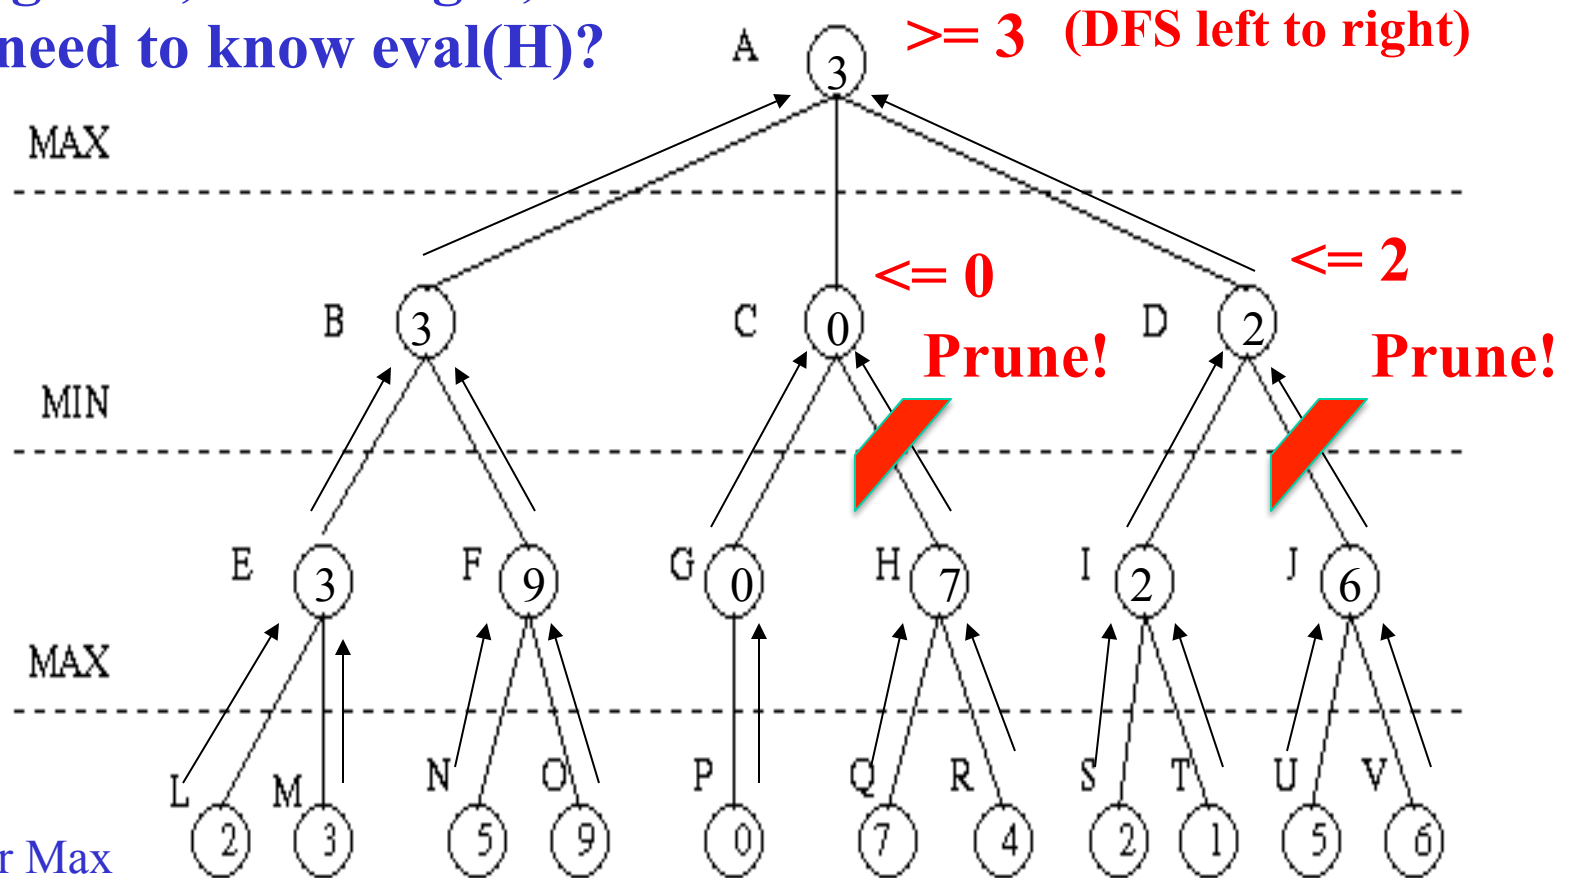 need to know eval(H)?
A >= 3 (DFS left to right)
3
MAX
<= 0 <= 2
B 3 C 0 D 2
Prune! Prune!
MIN
E 3 F 9 G 0 H 7 I 2 J 6
MAX
L M N O P Q R S T U V
2 3 5 9 0 7 4 2 1 5 6
r Max